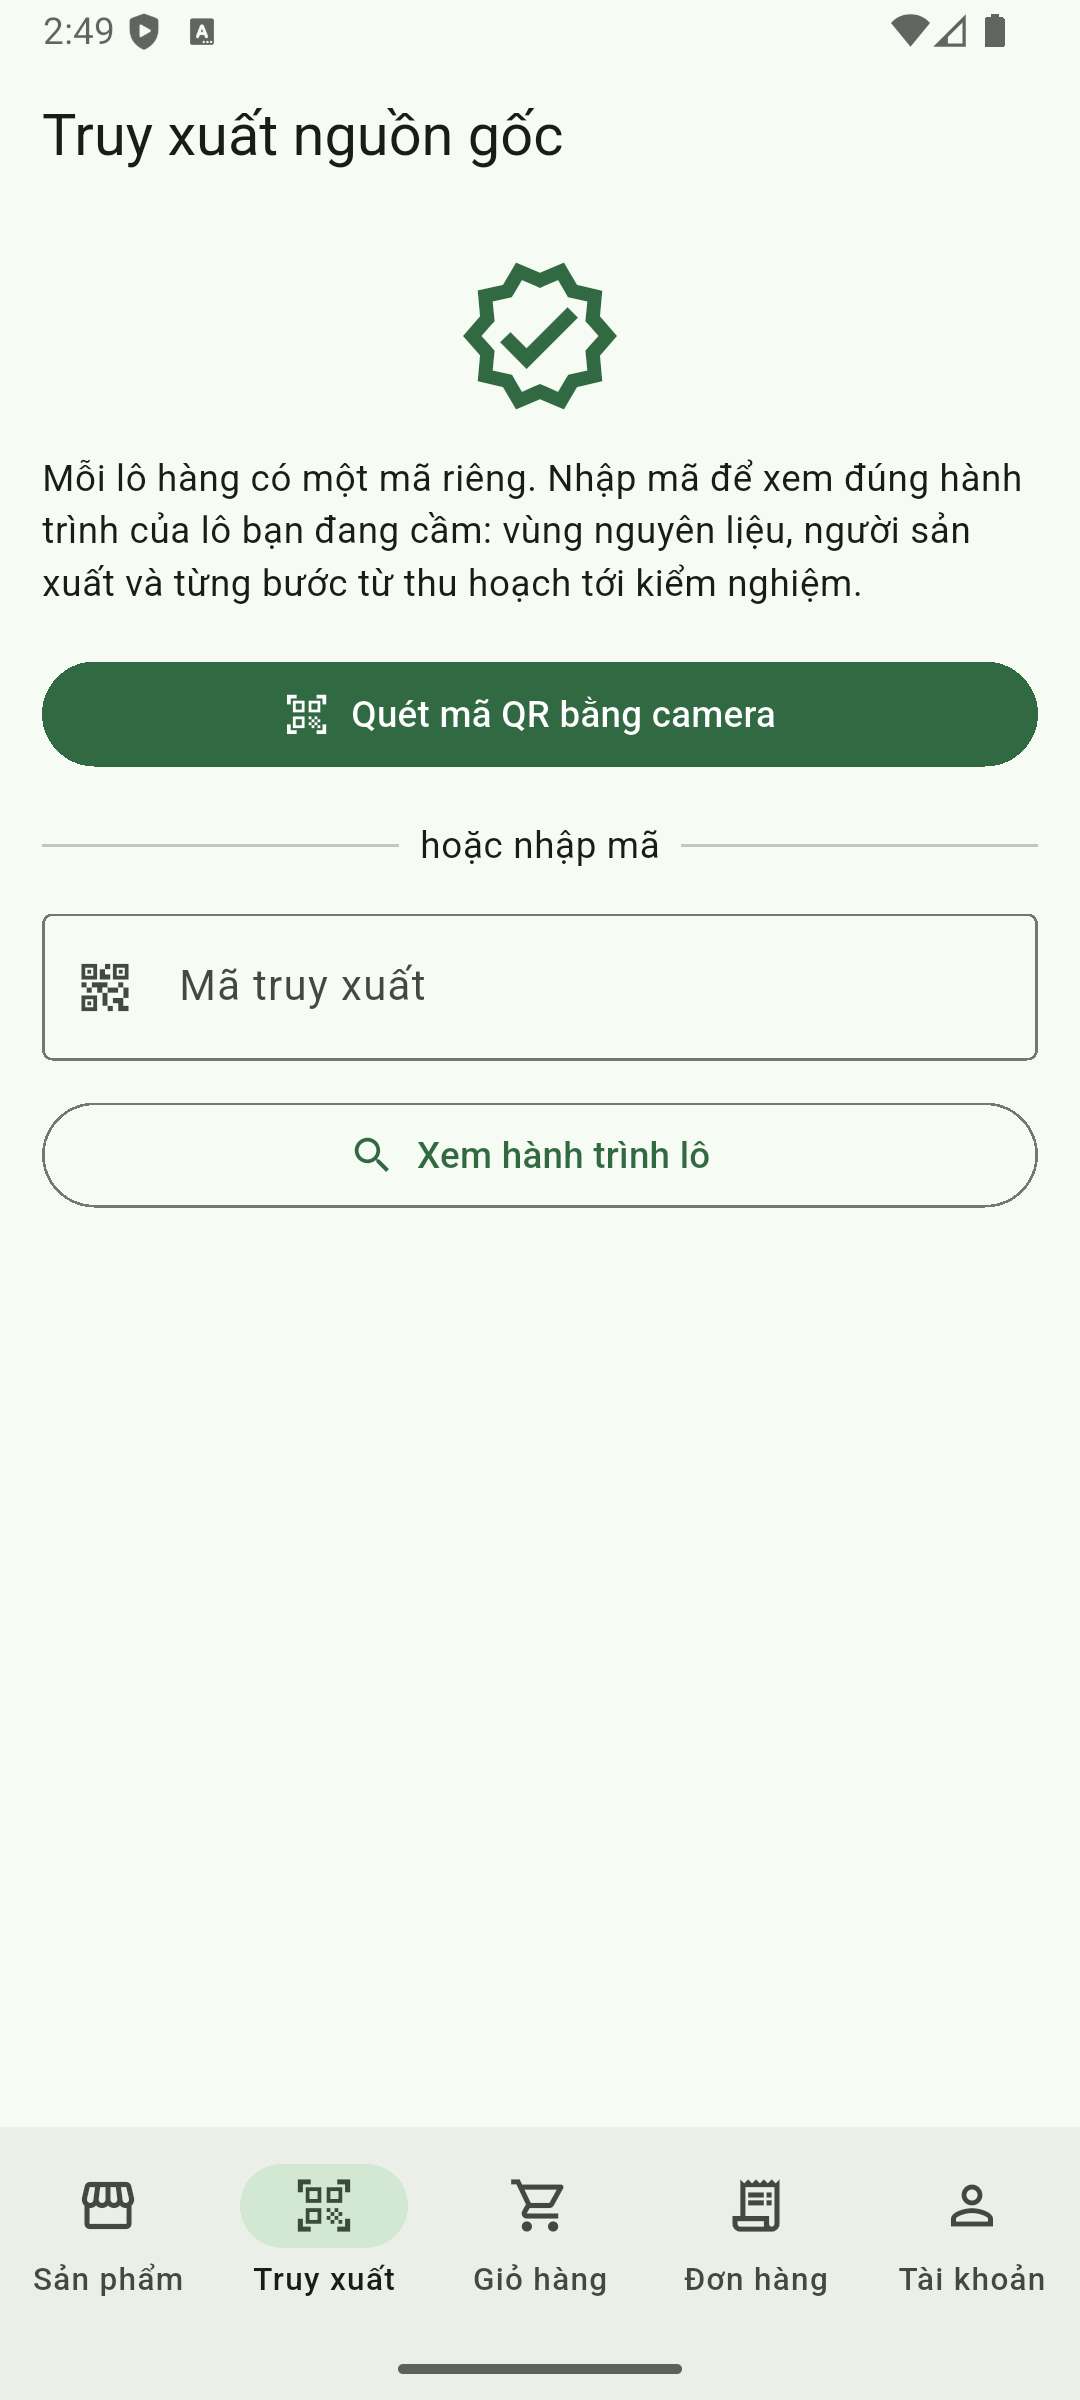 2:49
Truy xuất nguồn gốc
Mỗi lô hàng có một mã riêng. Nhập mã để xem đúng hành
trình của lô bạn đang cầm: vùng nguyên liệu, người sản
xuất và từng bước từ thu hoạch tới kiểm nghiệm.
Quét mã QR bằng camera
hoặc nhập mã
Mã truy xuất
Xem hành trình lô
Sản phẩm
Truy xuất
Giỏ hàng
Đơn hàng
Tài khoản